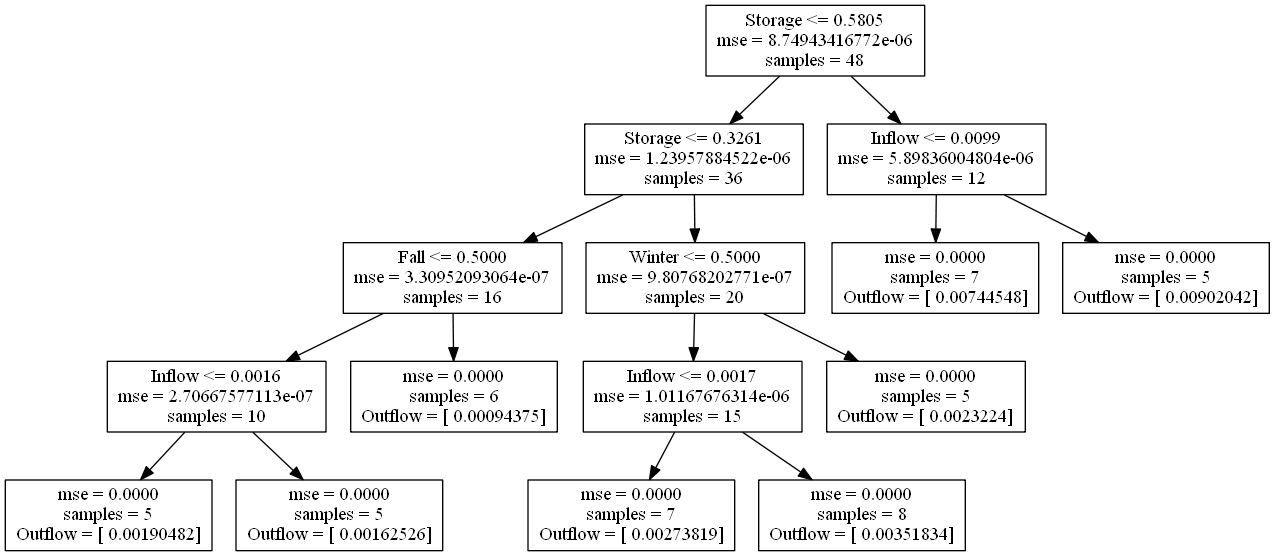 Storage <= 0.5805
mse = 8.74943416772e-06
samples = 48
Storage <= 0.3261
mse = 1.23957884522e-06
samples = 36
Inflow <= 0.0099
mse = 5.89836004804e-06
samples = 12
Fall <= 0.5000
mse = 3.30952093064e-07
samples = 16
Winter <= 0.5000
mse = 9.80768202771e-07
samples = 20
mse = 0.0000
samples = 7
Outflow = [ 0.00744548]
mse = 0.0000
samples = 5
Outflow = [ 0.00902042]
Inflow <= 0.0016
mse = 2.70667577113e-07
samples = 10
mse = 0.0000
samples = 6
Outflow = [ 0.00094375]
Inflow <= 0.0017
mse = 1.01167676314e-06
samples = 15
mse = 0.0000
samples = 5
Outflow = [ 0.0023224]
mse = 0.0000
samples = 5
Outflow = [ 0.00190482]
mse = 0.0000
samples = 5
Outflow = [ 0.00162526]
mse = 0.0000
samples = 7
Outflow = [ 0.00273819]
mse = 0.0000
samples = 8
Outflow = [ 0.00351834]